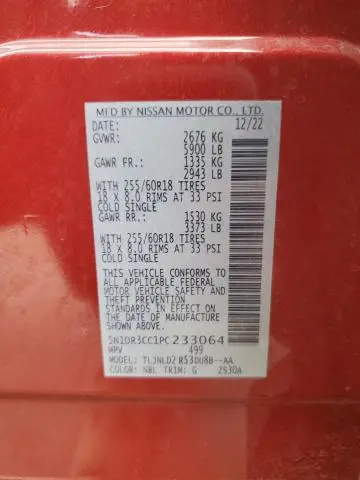 MFD BY NISSAN MOTOR CO., LTD.
DATE: 12/22
GVWR: 2676 KG
5900 LB
GAWR FR.: 1335 KG
2943 LB
WITH 255/60R18 TIRES
18 X 8.0 RIMS AT 33 PSI
COLD SINGLE
GAWR RR.: 1530 KG
3373 LB
WITH 255/60R18 TIRES
18 X 8.0 RIMS AT 33 PSI
COLD SINGLE
THIS VEHICLE CONFORMS TO
ALL APPLICABLE FEDERAL
MOTOR VEHICLE SAFETY
AND THEFT PREVENTION
STANDARDS IN EFFECT ON
THE DATE OF MANUFACTURE
SHOWN ABOVE.
5N1DR3CC1PC233064
MPV 499
MODEL: TLJNLD2 R53DU8B--AA
COLOR: NBL TRIM: G ZS30A